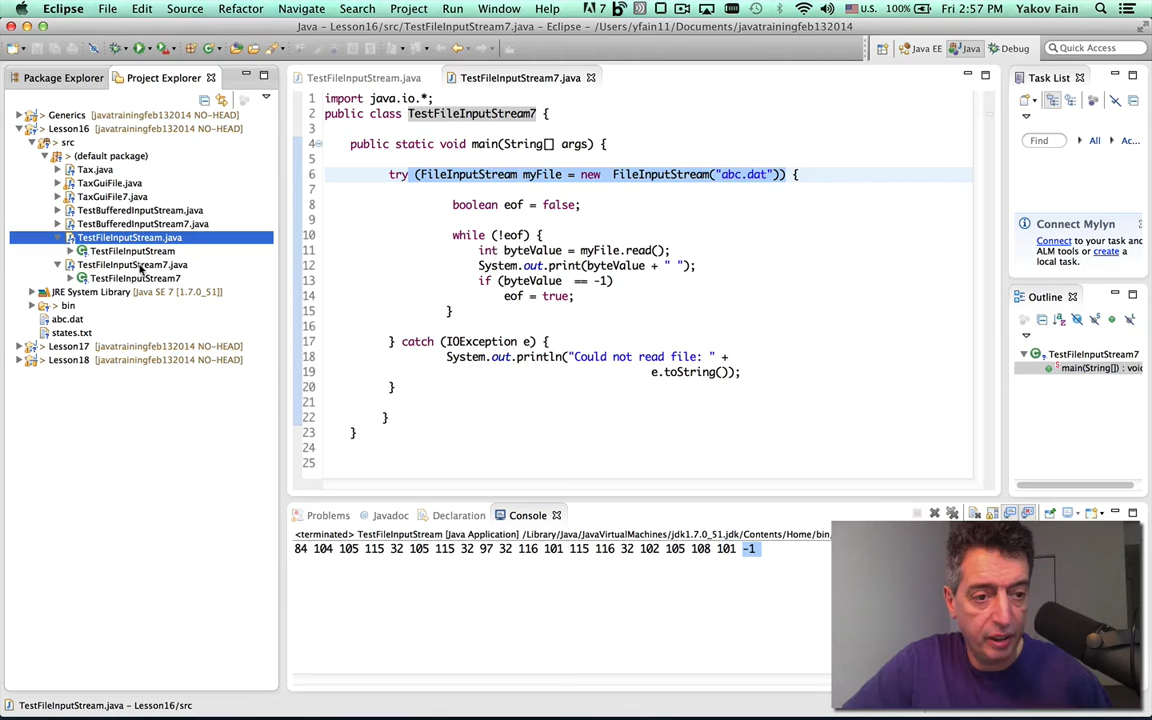 Eclipse File Edit Source Refactor Navigate Search Project Run Window Help 7 U.S. 100% Fri 2:57 PM Yakov Fain
Java - Lesson16/src/TestFileInputStream7.java - Eclipse - /Users/yfain11/Documents/javatrainingfeb132014
Java EE Java Debug Quick Access
Package Explorer Project Explorer
Generics [javatrainingfeb132014 NO-HEAD]
Lesson16 [javatrainingfeb132014 NO-HEAD]
src
(default package)
Tax.java
TaxGuiFile.java
TaxGuiFile7.java
TestBufferedInputStream.java
TestBufferedInputStream7.java
TestFileInputStream.java
TestFileInputStream
TestFileInputStream7.java
TestFileInputStream7
JRE System Library [Java SE 7 [1.7.0_51]]
bin
abc.dat
states.txt
Lesson17 [javatrainingfeb132014 NO-HEAD]
Lesson18 [javatrainingfeb132014 NO-HEAD]
TestFileInputStream.java TestFileInputStream7.java
1 import java.io.*;
2 public class TestFileInputStream7 {
3
4 public static void main(String[] args) {
5
6 try (FileInputStream myFile = new FileInputStream("abc.dat")) {
7
8 boolean eof = false;
9
10 while (!eof) {
11 int byteValue = myFile.read();
12 System.out.print(byteValue + " ");
13 if (byteValue == -1)
14 eof = true;
15 }
16
17 } catch (IOException e) {
18 System.out.println("Could not read file: " +
19 e.toString());
20 }
21
22 }
23 }
24
25
Task List
Find All Ac...
Connect Mylyn
Connect to your task and
ALM tools or create a
local task.
Outline
TestFileInputStream7
main(String[]) : void
Problems Javadoc Declaration Console
<terminated> TestFileInputStream [Java Application] /Library/Java/JavaVirtualMachines/jdk1.7.0_51.jdk/Contents/Home/bin/
84 104 105 115 32 105 115 32 97 32 116 101 115 116 32 102 105 108 101 -1
TestFileInputStream.java - Lesson16/src